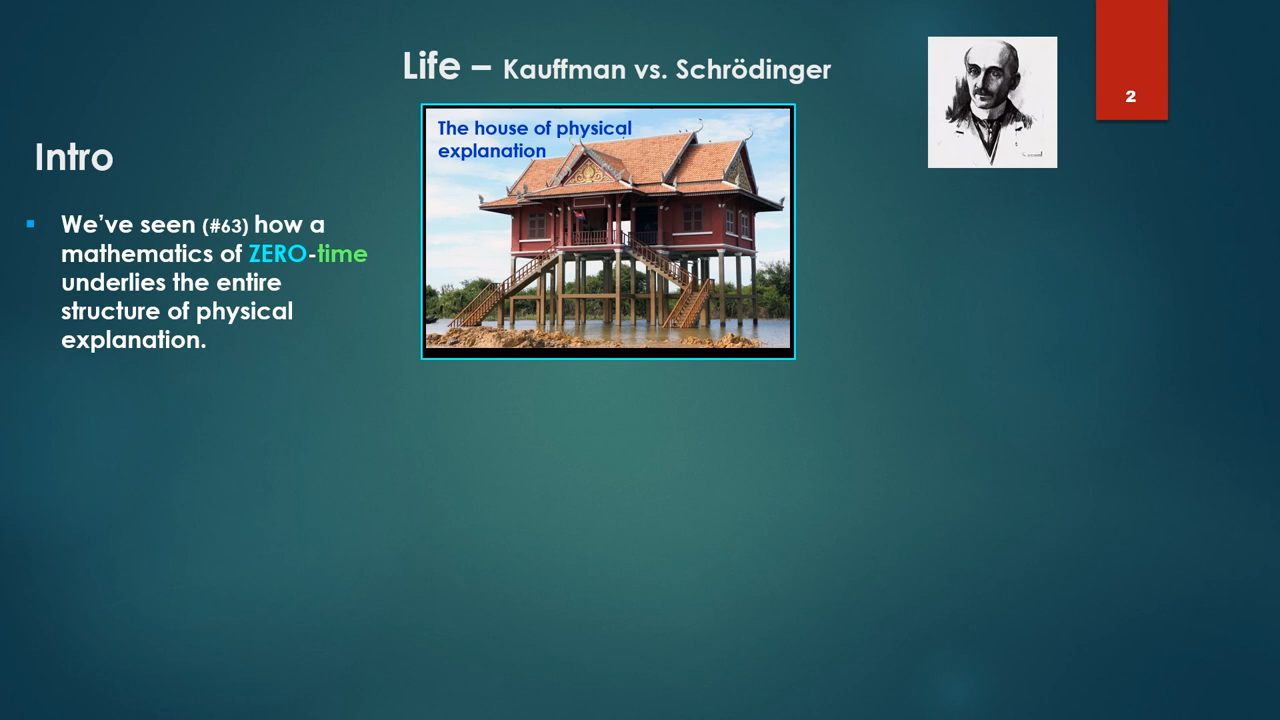 Life – Kauffman vs. Schrödinger
2
The house of physical
explanation
Intro
We’ve seen (#63) how a
mathematics of ZERO-time
underlies the entire
structure of physical
explanation.